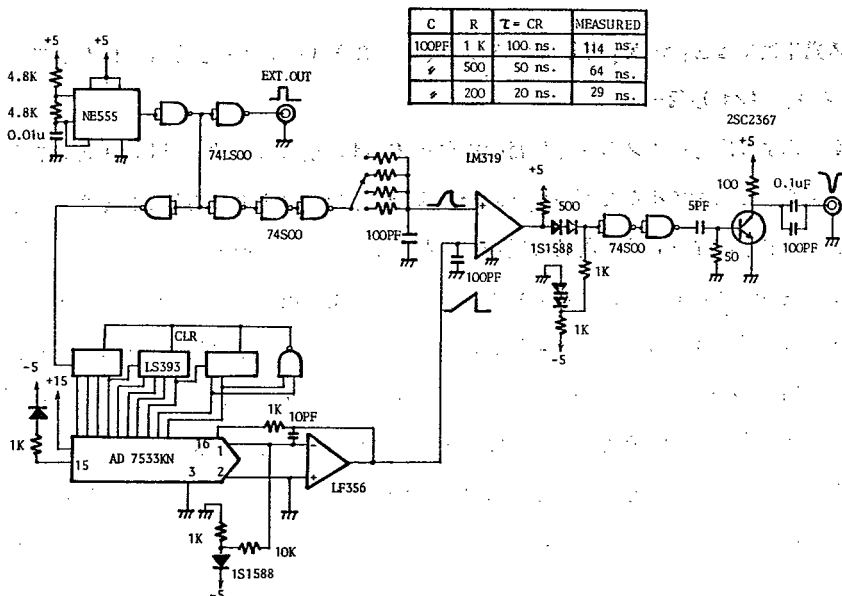 C R τ = CR MEASURED
100PF 1 K 100 ns. 114 ns.
〃 500 50 ns. 64 ns.
〃 200 20 ns. 29 ns.
+5 +5
4.8K
4.8K
0.01u
NE555
EXT.OUT
74LS00
74S00
100PF
LM319
+5
500
1S1588
100PF
1K
1K
-5
74S00
5PF
50
2SC2367
+5
100
0.1uF
100PF
CLR
LS393
-5
+15
1K
15
AD 7533KN
16
1
3 2
1K
10PF
LF356
1K
10K
1S1588
-5